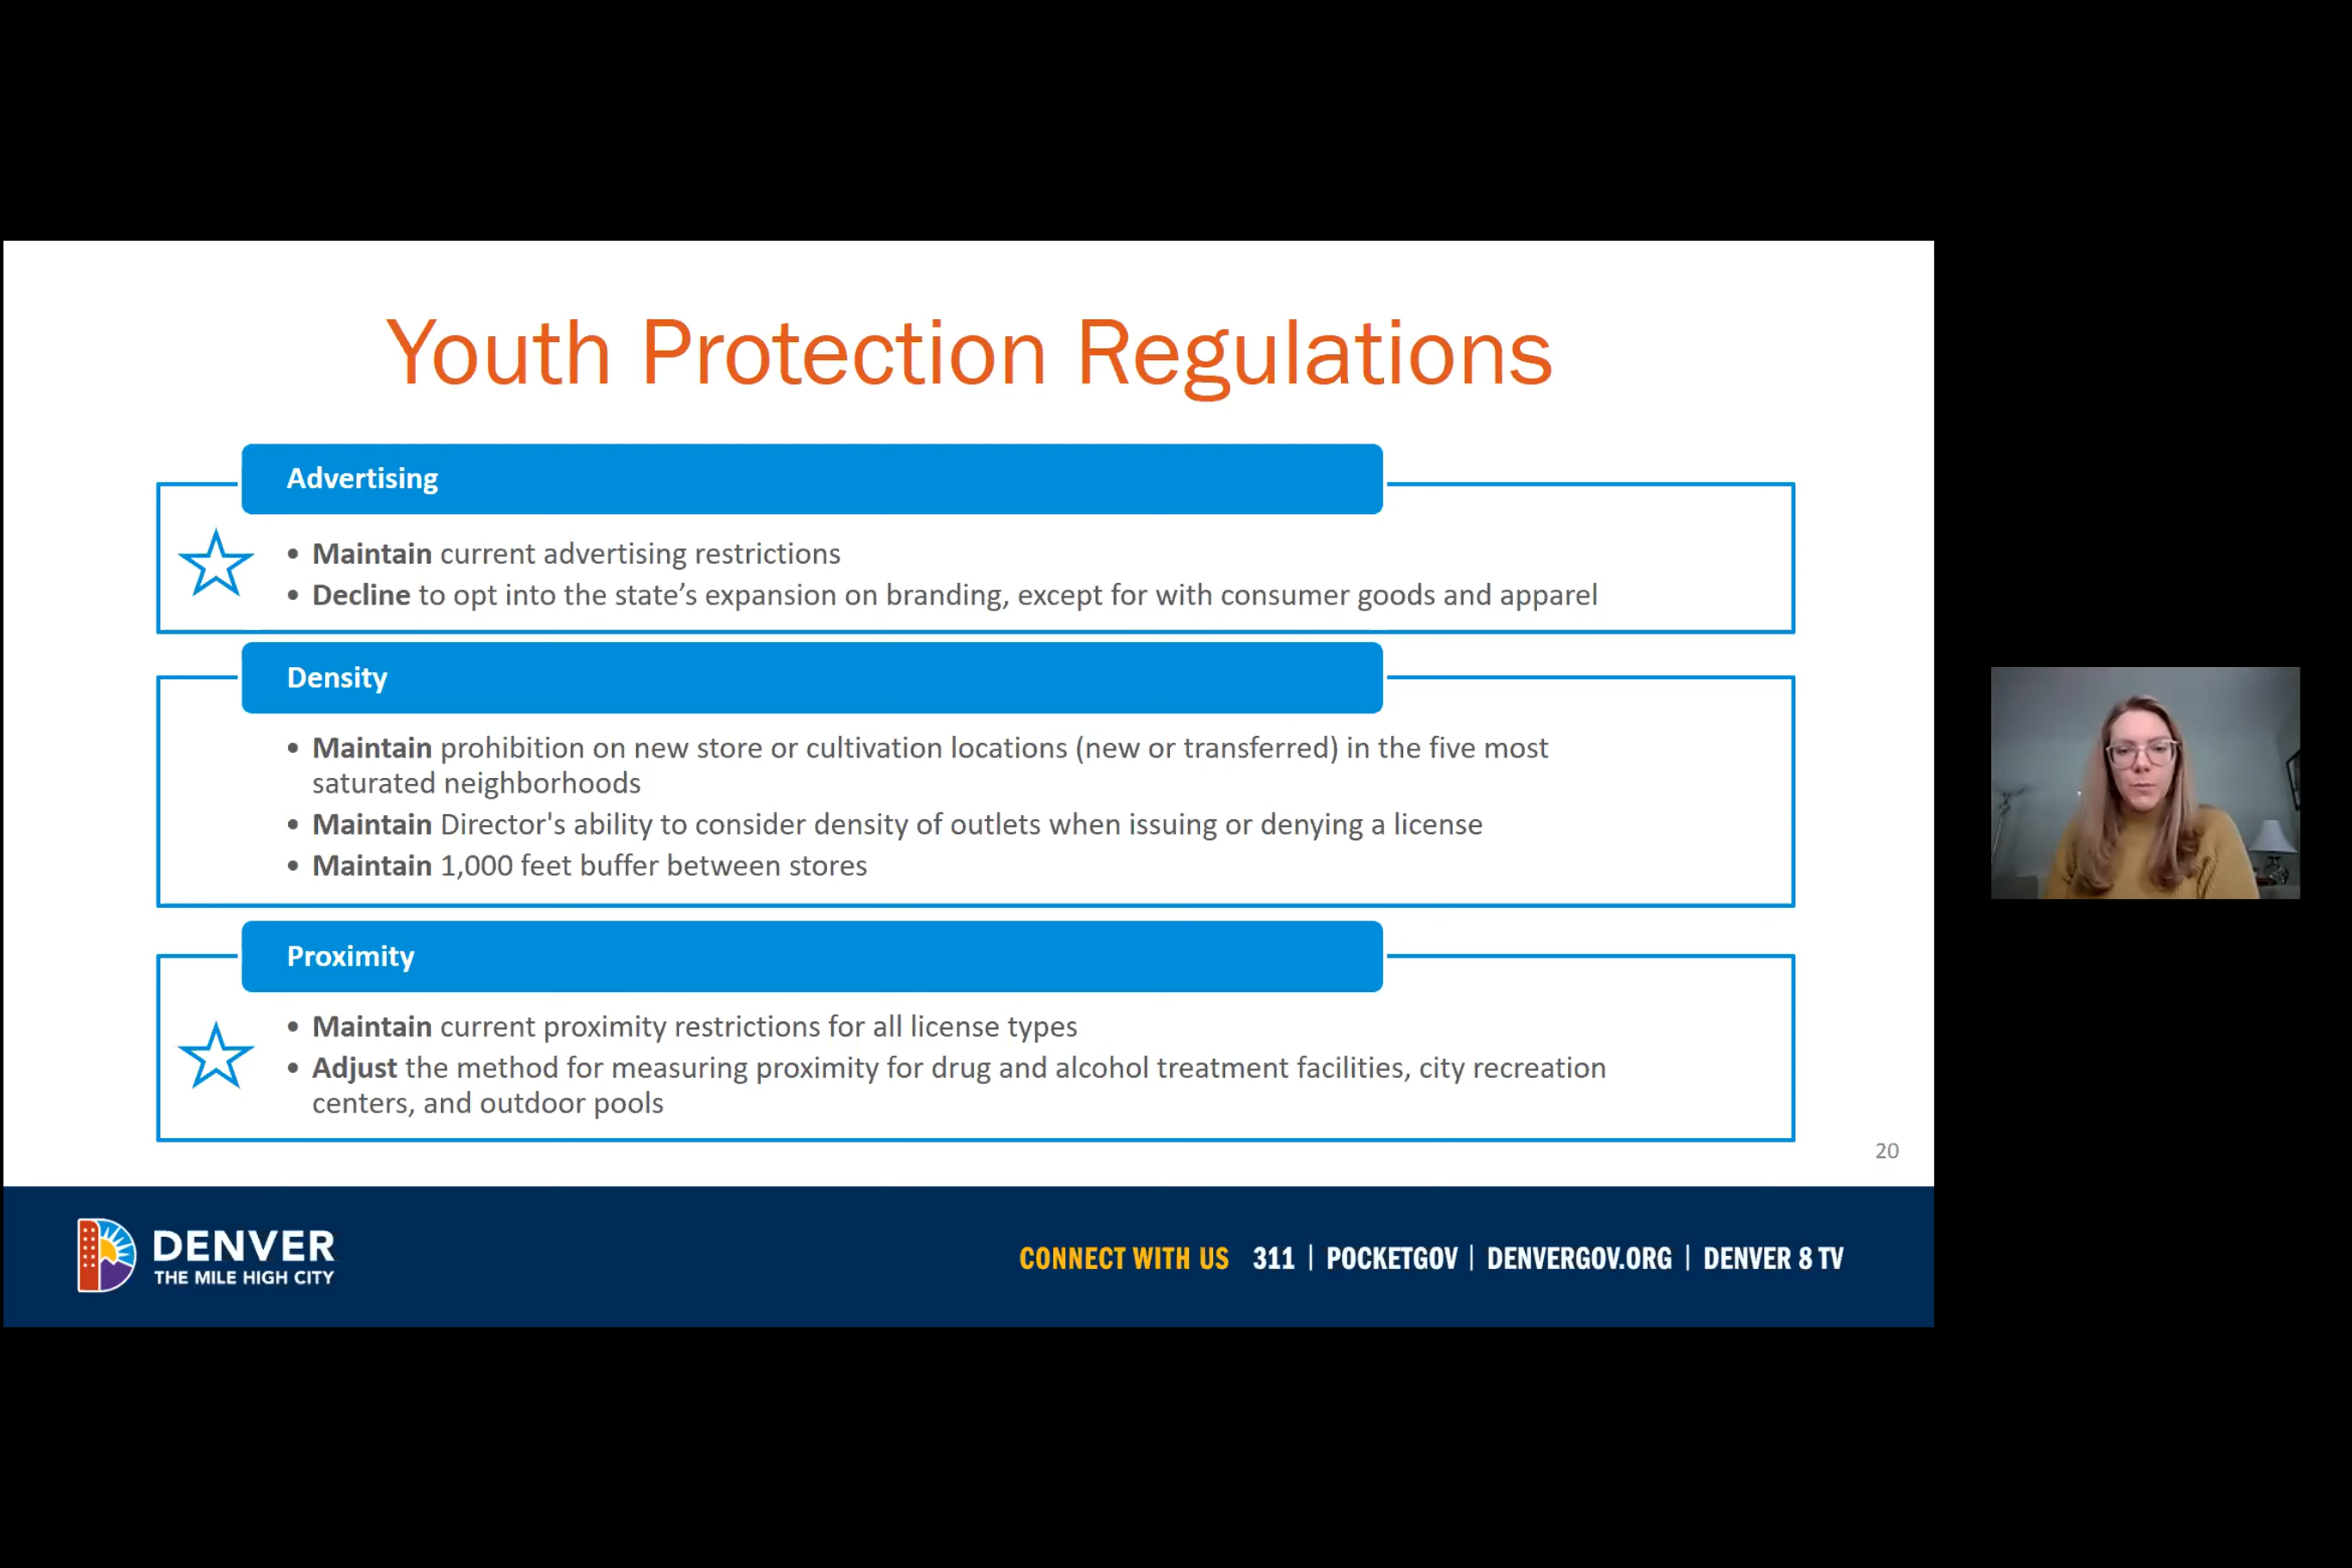 Youth Protection Regulations
Advertising
• Maintain current advertising restrictions
• Decline to opt into the state’s expansion on branding, except for with consumer goods and apparel
Density
• Maintain prohibition on new store or cultivation locations (new or transferred) in the five most
saturated neighborhoods
• Maintain Director's ability to consider density of outlets when issuing or denying a license
• Maintain 1,000 feet buffer between stores
Proximity
• Maintain current proximity restrictions for all license types
• Adjust the method for measuring proximity for drug and alcohol treatment facilities, city recreation
centers, and outdoor pools
20
DENVER
THE MILE HIGH CITY
CONNECT WITH US 311 | POCKETGOV | DENVERGOV.ORG | DENVER 8 TV